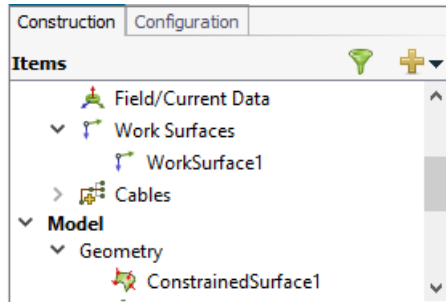 Construction Configuration
Items
Field/Current Data
Work Surfaces
WorkSurface1
Cables
Model
Geometry
ConstrainedSurface1